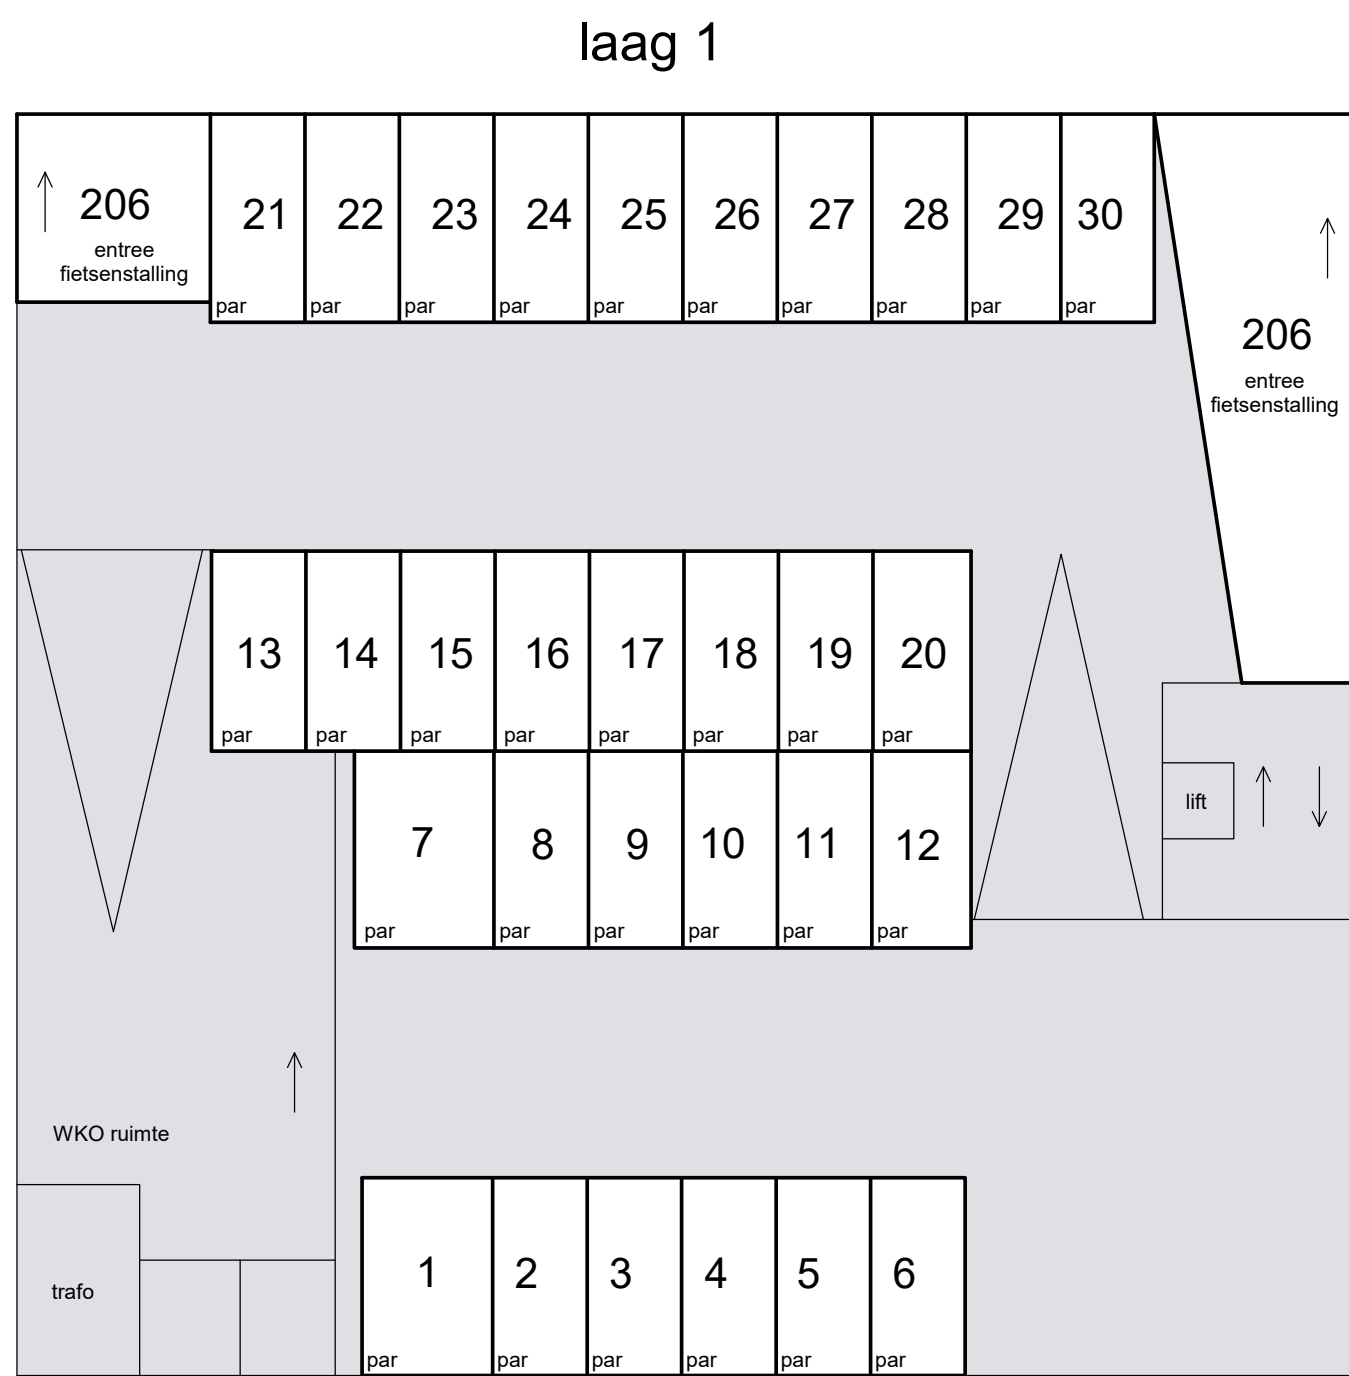 laag 1
206
entree
fietsenstalling
21 22 23 24 25 26 27 28 29 30
par par par par par par par par par par
206
entree
fietsenstalling
13 14 15 16 17 18 19 20
par par par par par par par par
7 8 9 10 11 12
par par par par par par
lift
WKO ruimte
trafo
1 2 3 4 5 6
par par par par par par